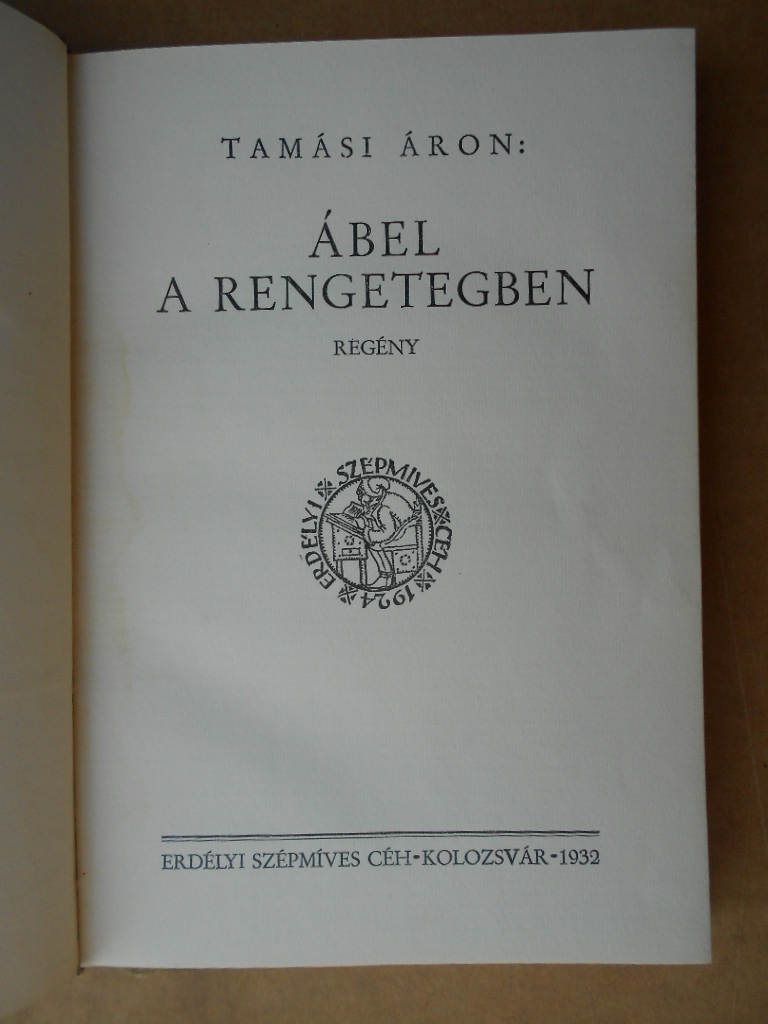 TAMÁSI ÁRON:
ÁBEL
A RENGETEGBEN
REGÉNY
ERDÉLYI SZÉPMIVES CÉH 1924
ERDÉLYI SZÉPMÍVES CÉH-KOLOZSVÁR-1932